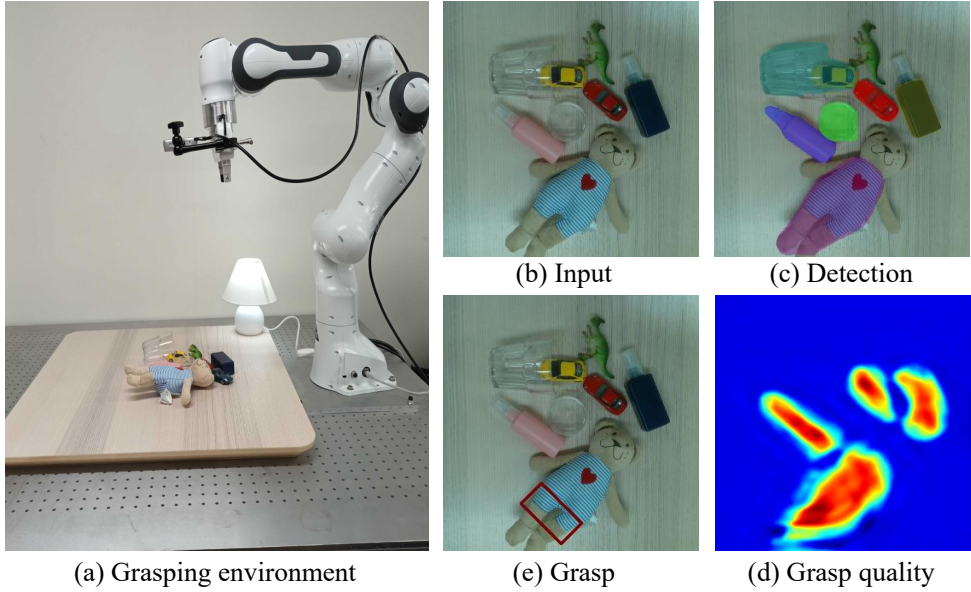 (b) Input
(c) Detection
(a) Grasping environment
(e) Grasp
(d) Grasp quality